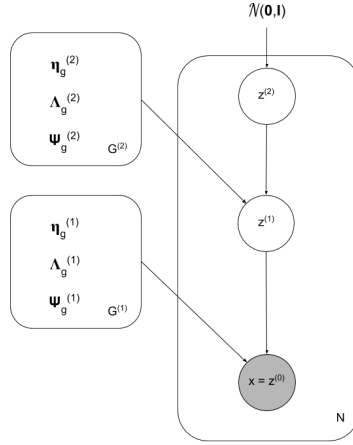 𝒩(0,I)
η_g^(2)
Λ_g^(2)
Ψ_g^(2)
G^(2)
z^(2)
η_g^(1)
Λ_g^(1)
Ψ_g^(1)
G^(1)
z^(1)
x = z^(0)
N